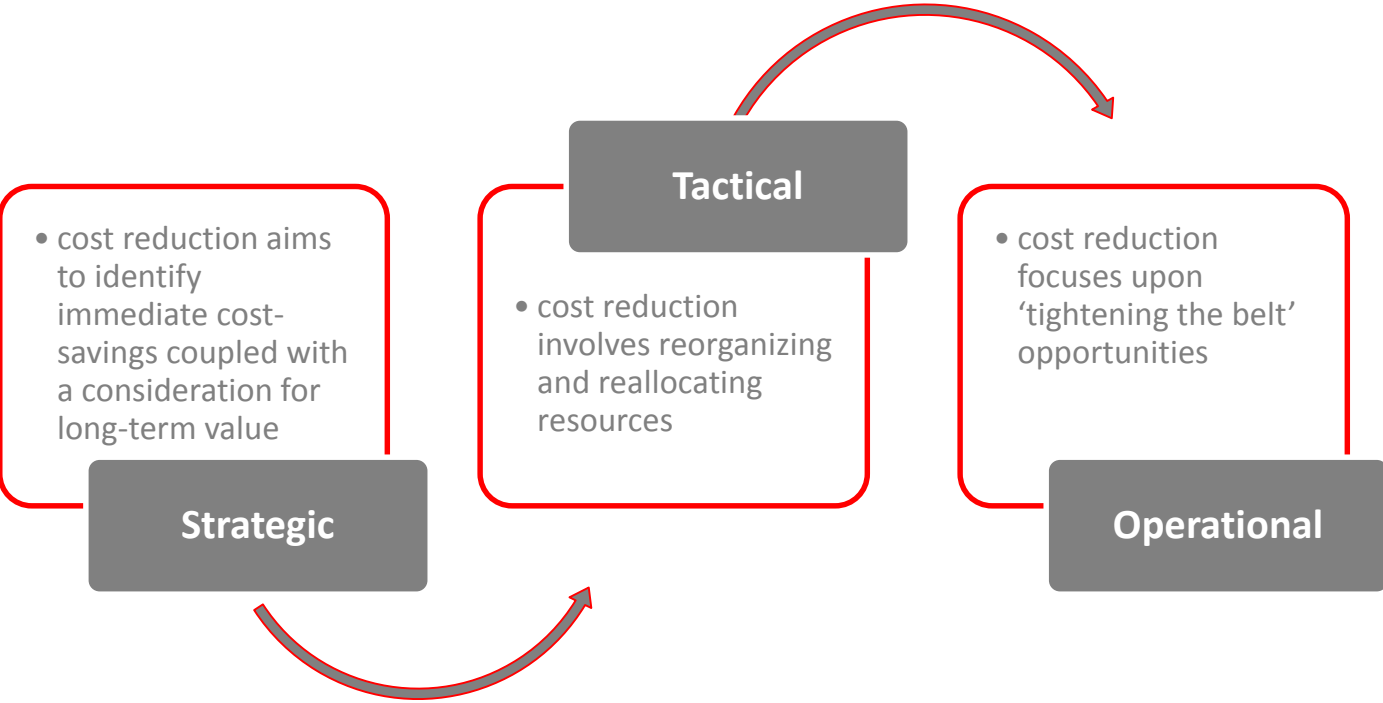 • cost reduction aims
to identify
immediate cost-
savings coupled with
a consideration for
long-term value
Strategic
Tactical
• cost reduction
involves reorganizing
and reallocating
resources
• cost reduction
focuses upon
‘tightening the belt’
opportunities
Operational